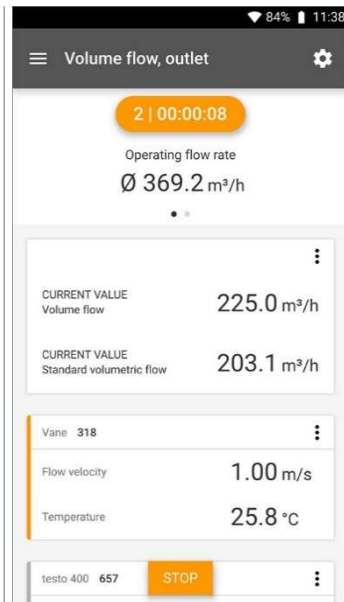 84% 11:38
Volume flow, outlet
2 | 00:00:08
Operating flow rate
Ø 369.2 m³/h
CURRENT VALUE
Volume flow
225.0 m³/h
CURRENT VALUE
Standard volumetric flow
203.1 m³/h
Vane 318
Flow velocity
1.00 m/s
Temperature
25.8 °C
testo 400 657
STOP